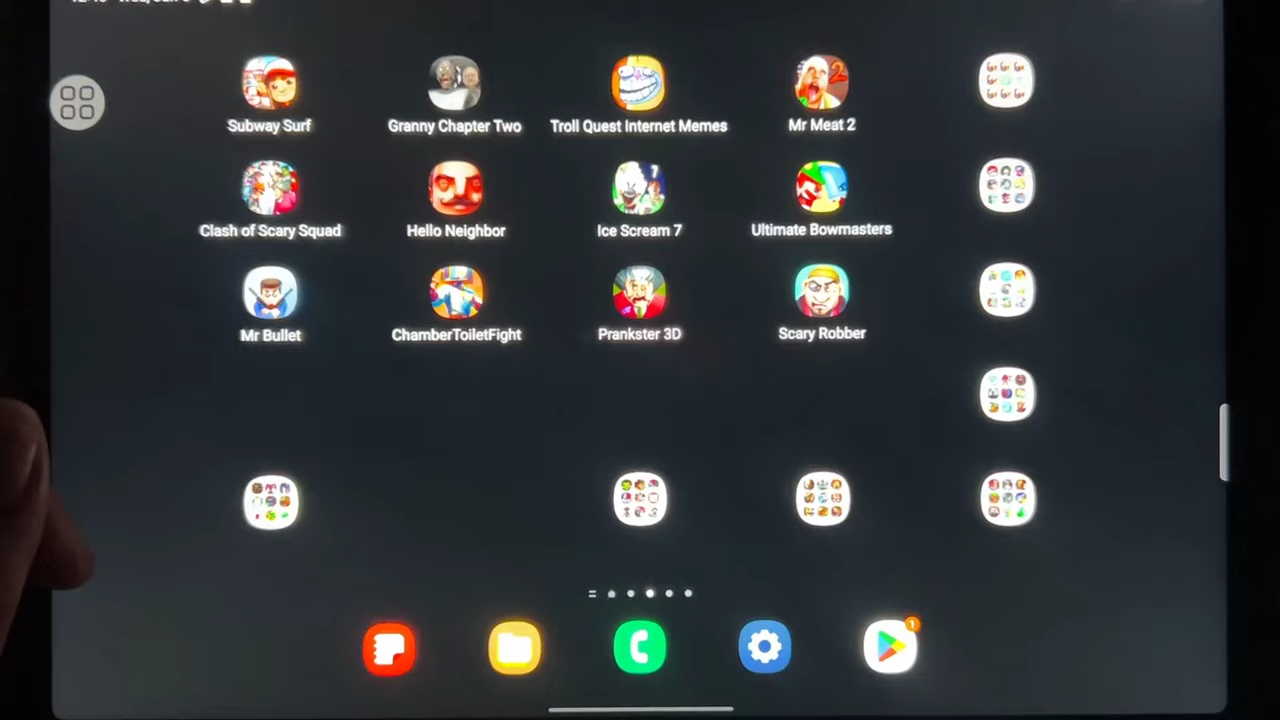 Subway Surf
Granny Chapter Two
Troll Quest Internet Memes
Mr Meat 2
Clash of Scary Squad
Hello Neighbor
Ice Scream 7
Ultimate Bowmasters
Mr Bullet
ChamberToiletFight
Prankster 3D
Scary Robber
1